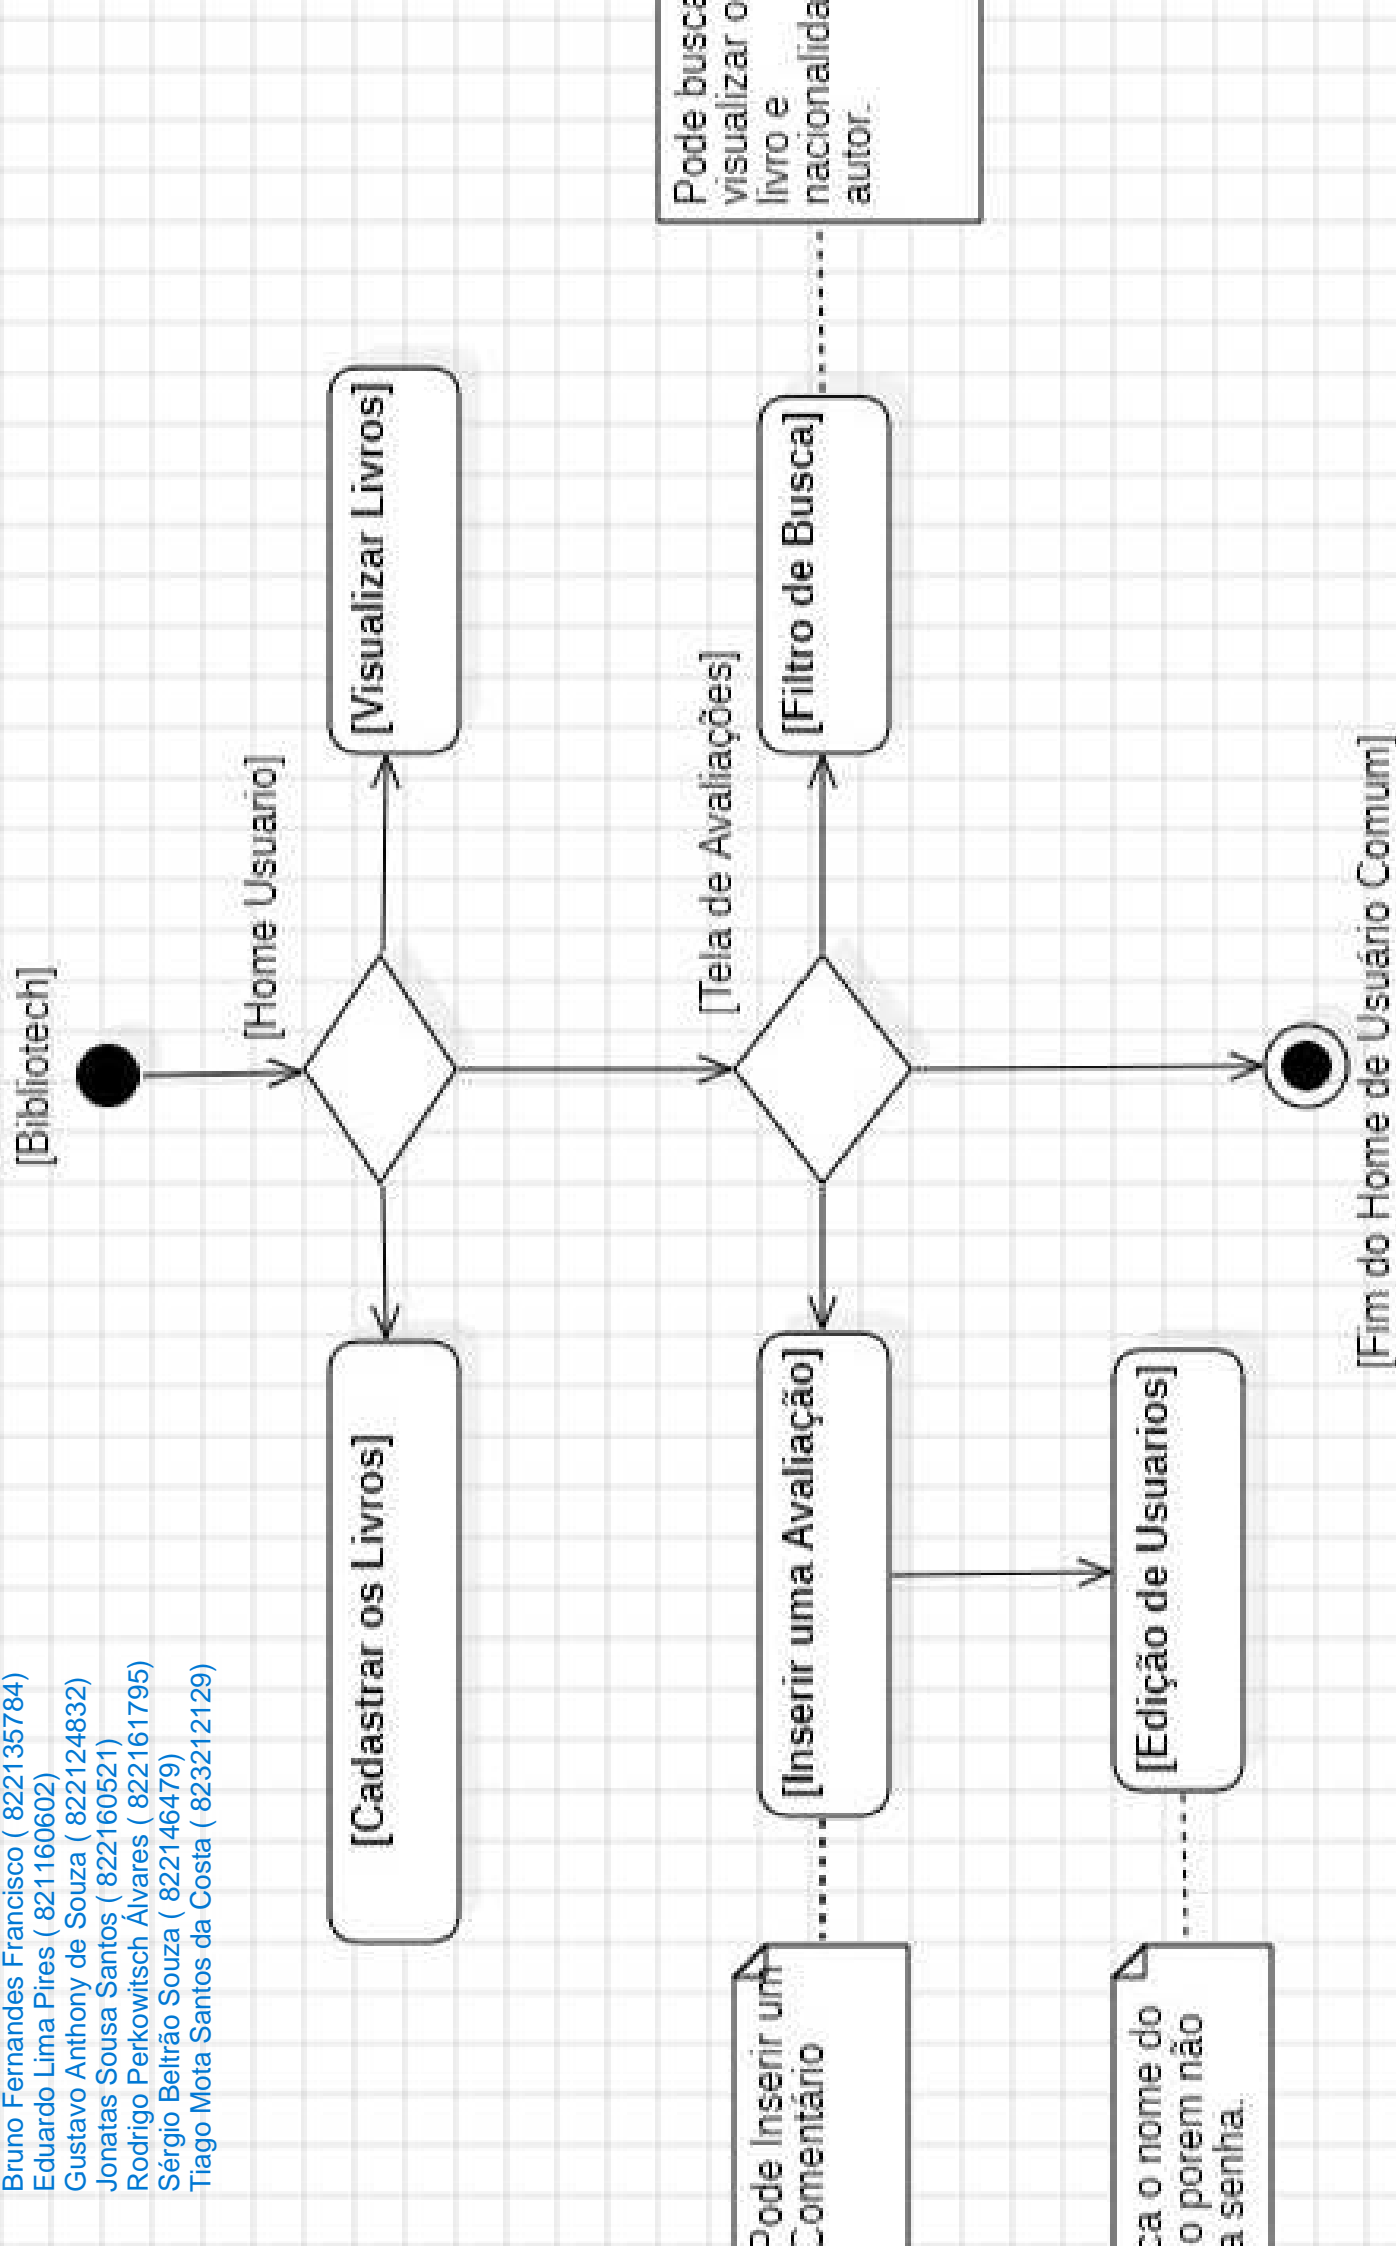 Bruno Fernandes Francisco ( 822135784)
Eduardo Lima Pires ( 821160602)
Gustavo Anthony de Souza ( 822124832)
Jonatas Sousa Santos ( 822160521)
Rodrigo Perkowitsch Álvares ( 822161795)
Sérgio Beltrão Souza ( 822146479)
Tiago Mota Santos da Costa ( 823212129)
[Bibliotech]
[Home Usuario]
[Cadastrar os Livros]
[Visualizar Livros]
[Tela de Avaliações]
Pode Inserir um
Comentário
[Inserir uma Avaliação]
[Filtro de Busca]
Pode busca
visualizar o
livro e
nacionalida
autor.
[Edição de Usuarios]
o nome do
o porem não
a senha.
[Fim do Home de Usuário Comum]